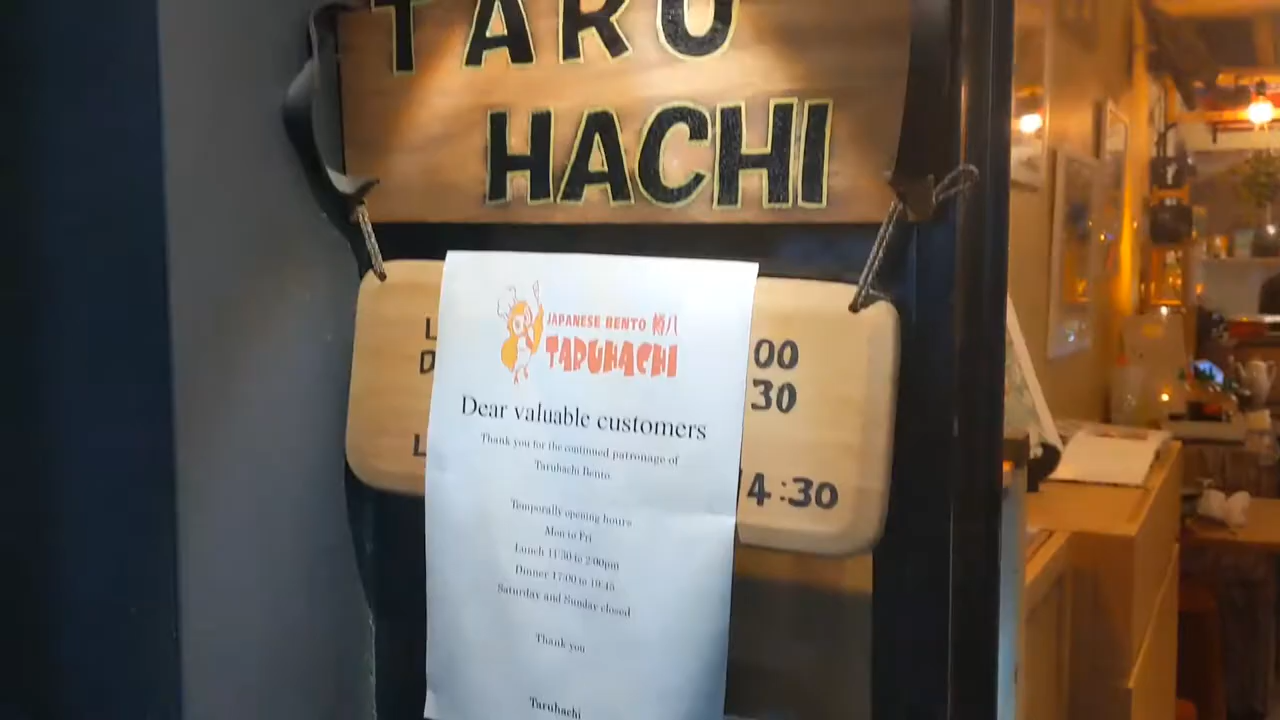 TARU
HACHI
JAPANESE BENTO 樽八
TARUHACHI
Dear valuable customers
Thank you for the continued patronage of
Taruhachi Bento
Temporally opening hours
Mon to Fri
Lunch 11:30 to 2:00pm
Dinner 17:00 to 19:45
Saturday and Sunday closed
Thank you
Taruhachi
L 00
D 30
L 14:30